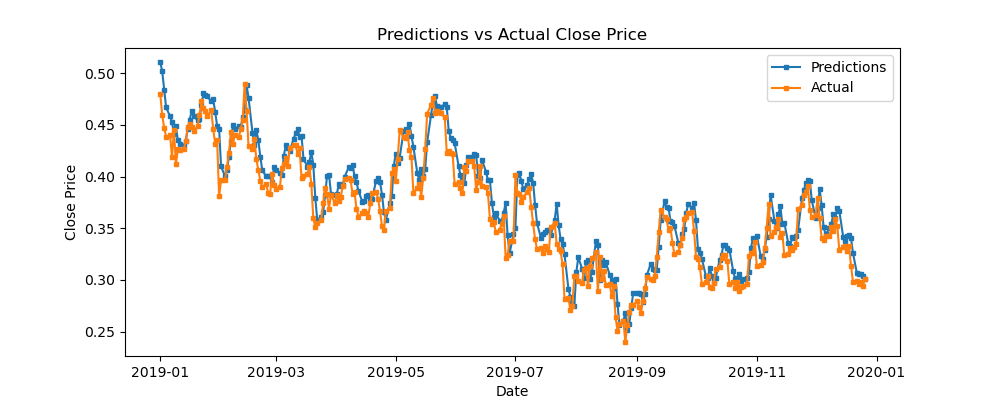 Predictions vs Actual Close Price
Predictions
Actual
0.50
0.45
0.40
0.35
0.30
0.25
Close Price
2019-01 2019-03 2019-05 2019-07 2019-09 2019-11 2020-01
Date